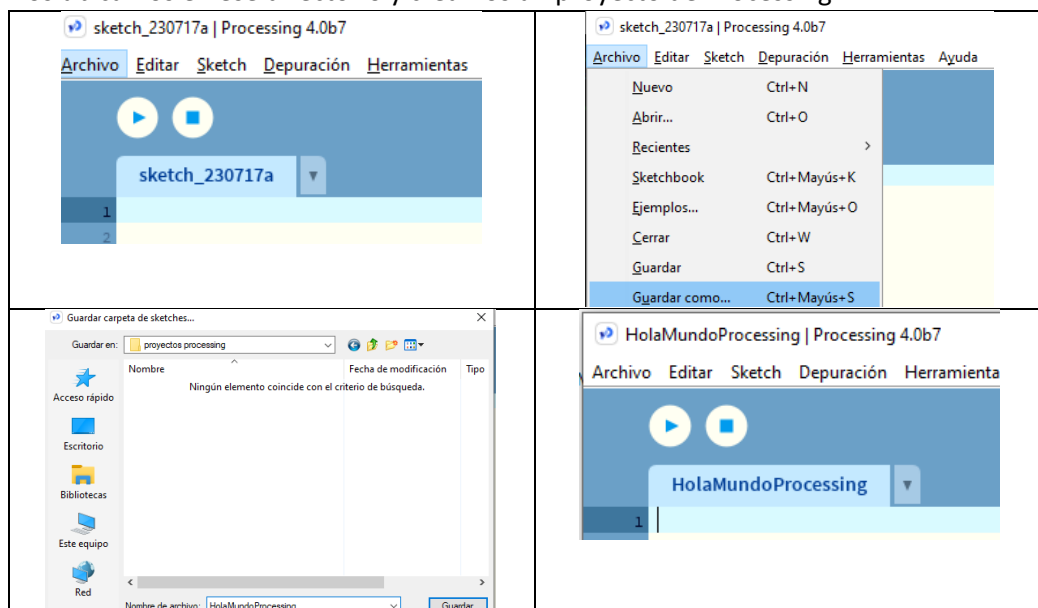 sketch_230717a | Processing 4.0b7
Archivo Editar Sketch Depuración Herramientas
sketch_230717a
1
2
sketch_230717a | Processing 4.0b7
Archivo Editar Sketch Depuración Herramientas Ayuda
Nuevo Ctrl+N
Abrir... Ctrl+O
Recientes >
Sketchbook Ctrl+Mayús+K
Ejemplos... Ctrl+Mayús+O
Cerrar Ctrl+W
Guardar Ctrl+S
Guardar como... Ctrl+Mayús+S
Guardar carpeta de sketches...
Guardar en: proyectos processing
Nombre Fecha de modificación Tipo
Ningún elemento coincide con el criterio de búsqueda.
Acceso rápido
Escritorio
Bibliotecas
Este equipo
Red
Nombre de archivo: HolaMundoProcessing Guardar
HolaMundoProcessing | Processing 4.0b7
Archivo Editar Sketch Depuración Herramienta
HolaMundoProcessing
1